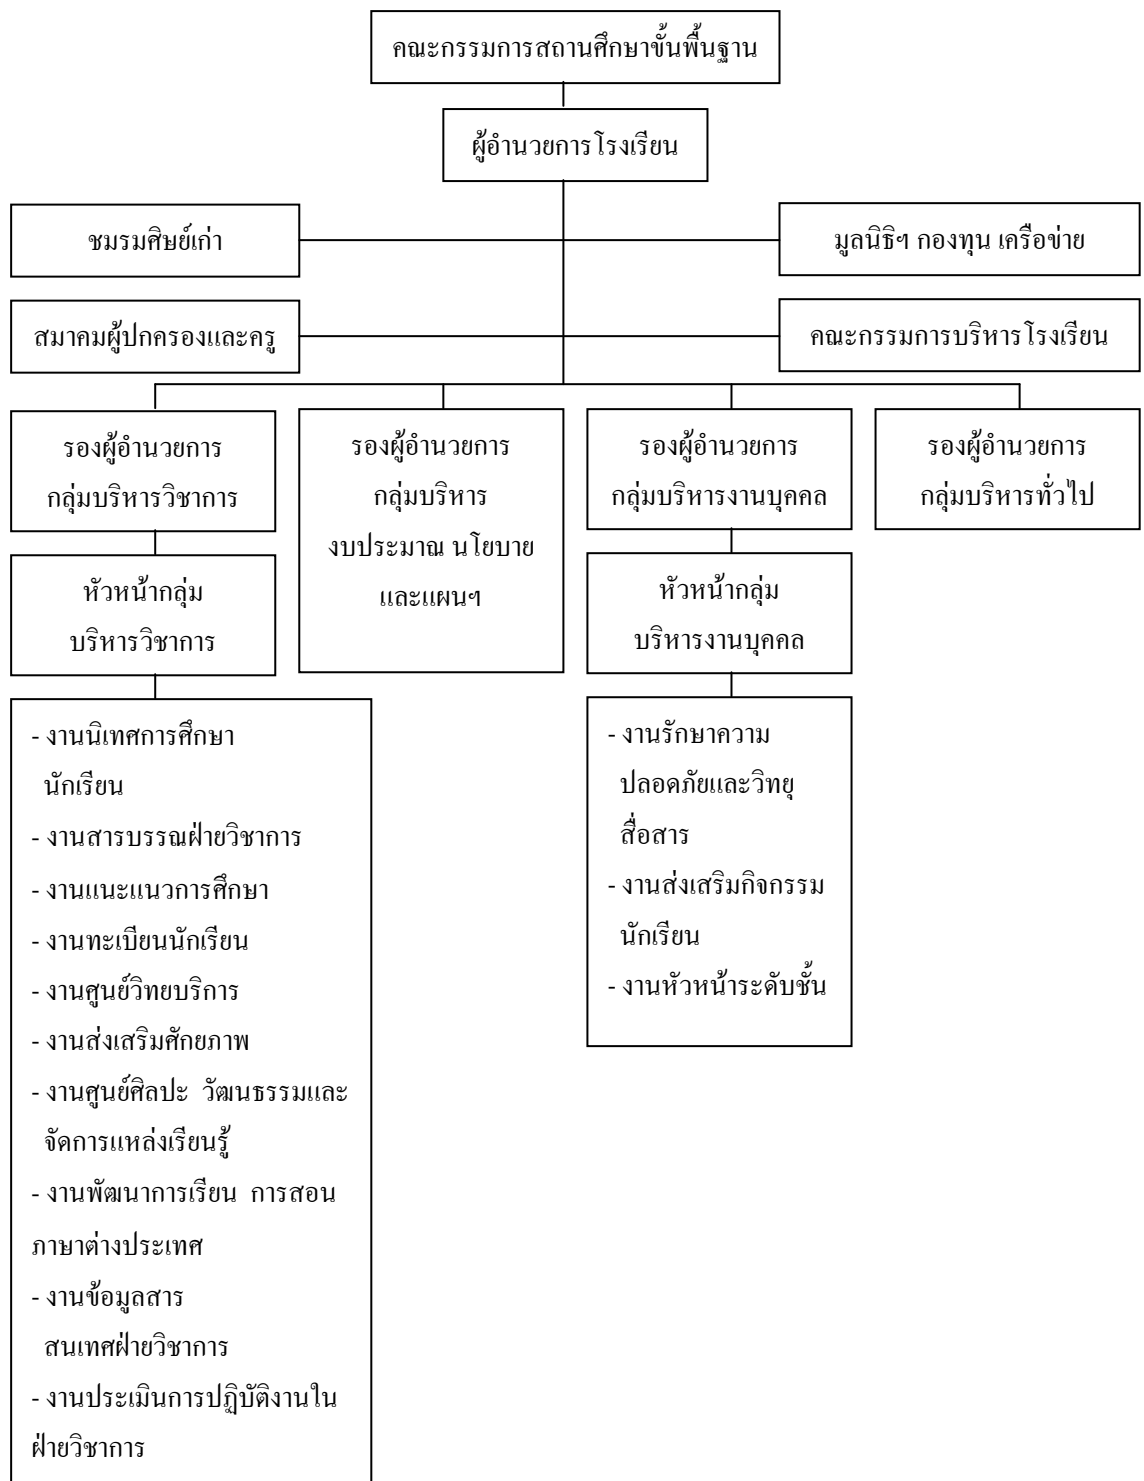 คณะกรรมการสถานศึกษาขั้นพื้นฐาน
ผู้อำนวยการโรงเรียน
ชมรมศิษย์เก่า
มูลนิธิฯ กองทุน เครือข่าย
สมาคมผู้ปกครองและครู
คณะกรรมการบริหารโรงเรียน
รองผู้อำนวยการ
กลุ่มบริหารวิชาการ
รองผู้อำนวยการ
กลุ่มบริหาร
งบประมาณ นโยบาย
และแผนฯ
รองผู้อำนวยการ
กลุ่มบริหารงานบุคคล
รองผู้อำนวยการ
กลุ่มบริหารทั่วไป
หัวหน้ากลุ่ม
บริหารวิชาการ
หัวหน้ากลุ่ม
บริหารงานบุคคล
- งานนิเทศการศึกษา
นักเรียน
- งานสารบรรณฝ่ายวิชาการ
- งานแนะแนวการศึกษา
- งานทะเบียนนักเรียน
- งานศูนย์วิทยบริการ
- งานส่งเสริมศักยภาพ
- งานศูนย์ศิลปะ วัฒนธรรมและ
จัดการแหล่งเรียนรู้
- งานพัฒนาการเรียน การสอน
ภาษาต่างประเทศ
- งานข้อมูลสาร
สนเทศฝ่ายวิชาการ
- งานประเมินการปฏิบัติงานใน
ฝ่ายวิชาการ
- งานรักษาความ
ปลอดภัยและวิทยุ
สื่อสาร
- งานส่งเสริมกิจกรรม
นักเรียน
- งานหัวหน้าระดับชั้น